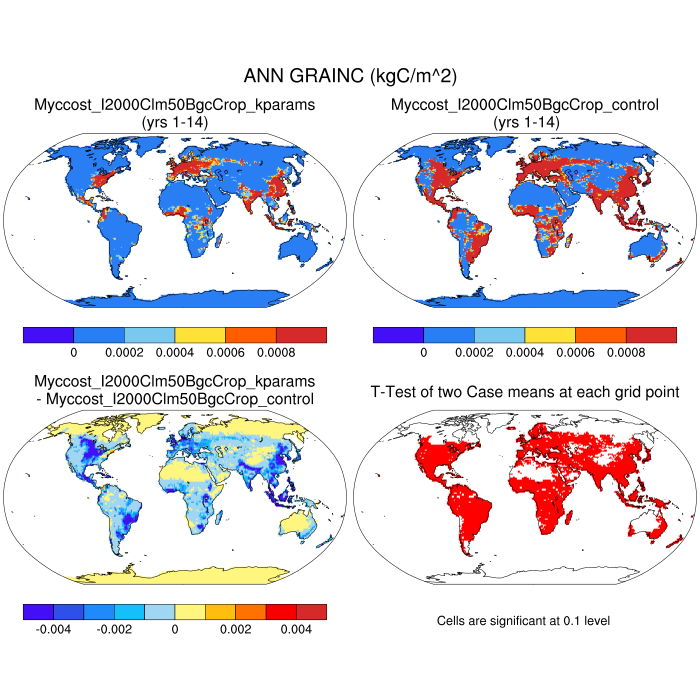 ANN GRAINC (kgC/m^2)
Myccost_I2000Clm50BgcCrop_kparams
(yrs 1-14)
Myccost_I2000Clm50BgcCrop_control
(yrs 1-14)
0 0.0002 0.0004 0.0006 0.0008
0 0.0002 0.0004 0.0006 0.0008
Myccost_I2000Clm50BgcCrop_kparams
- Myccost_I2000Clm50BgcCrop_control
T-Test of two Case means at each grid point
-0.004 -0.002 0 0.002 0.004
Cells are significant at 0.1 level